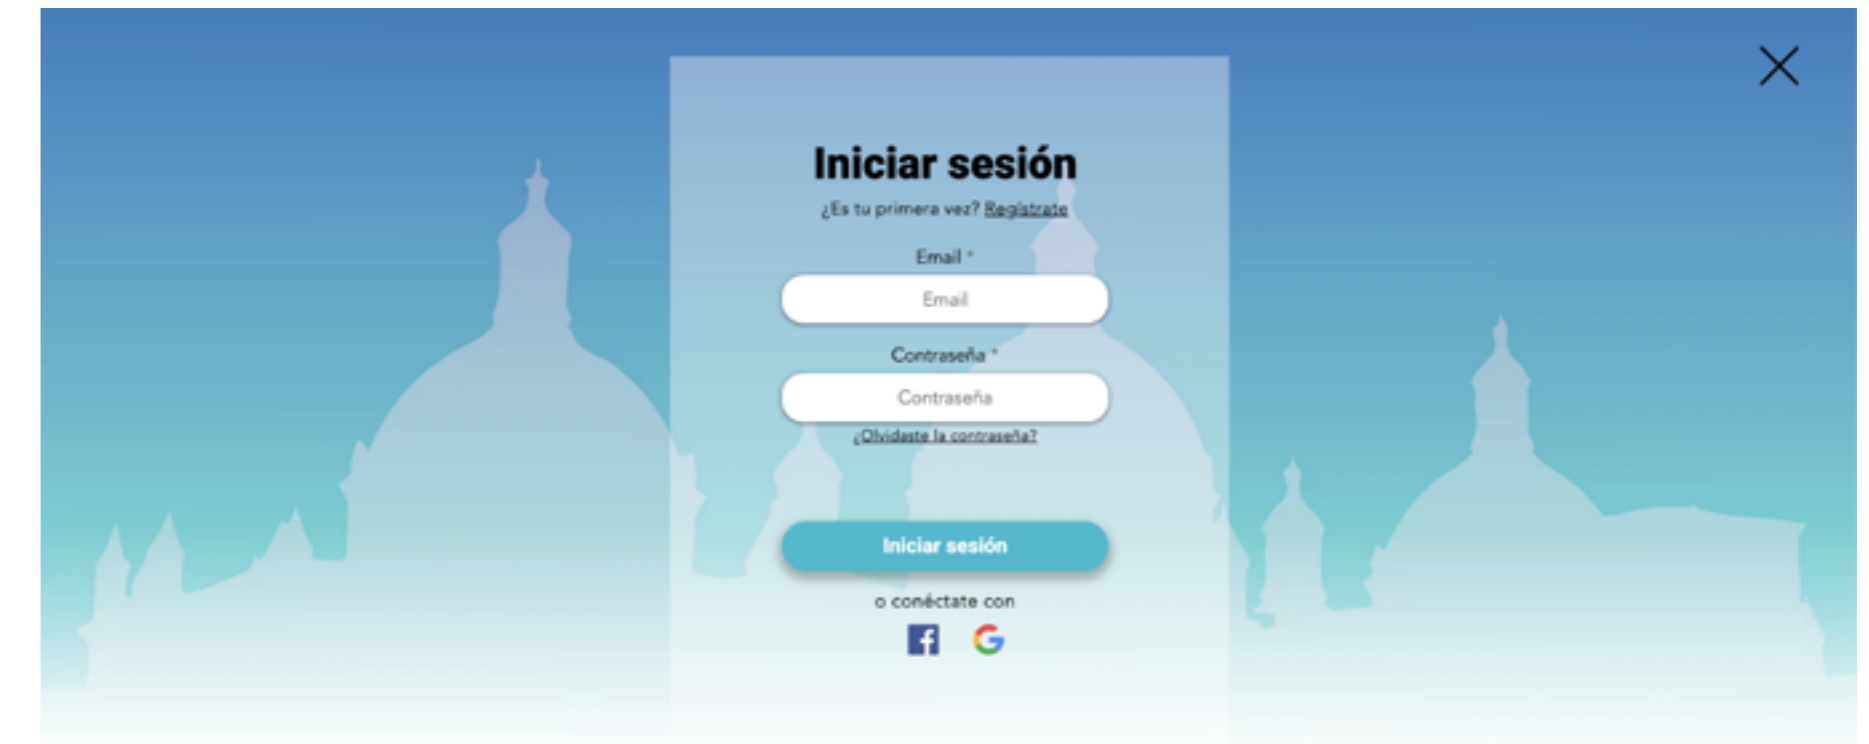 Iniciar sesión
¿Es tu primera vez? Regístrate
Email *
Email
Contraseña *
Contraseña
¿Olvidaste la contraseña?
Iniciar sesión
o conéctate con